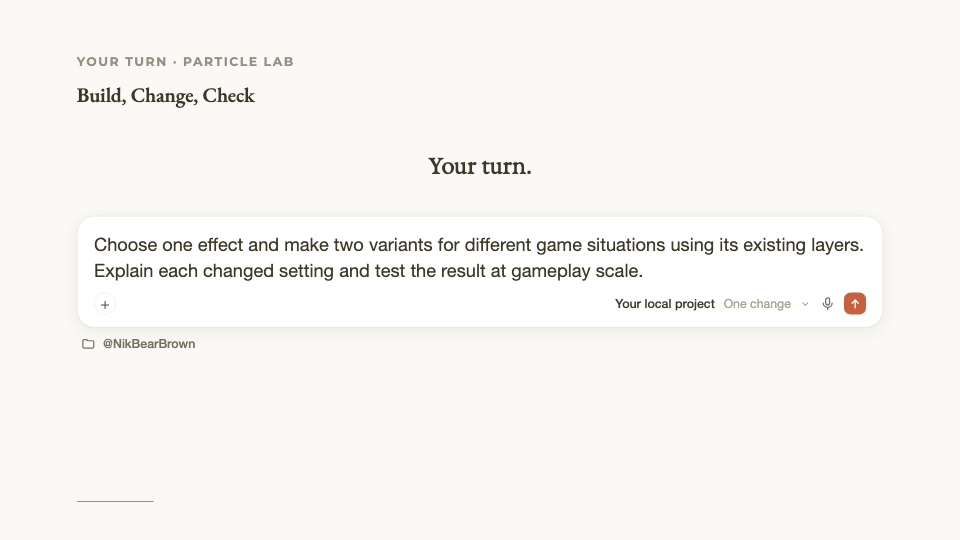 YOUR TURN · PARTICLE LAB
Build, Change, Check
Your turn.
Choose one effect and make two variants for different game situations using its existing layers.
Explain each changed setting and test the result at gameplay scale.
Your local project One change
@NikBearBrown